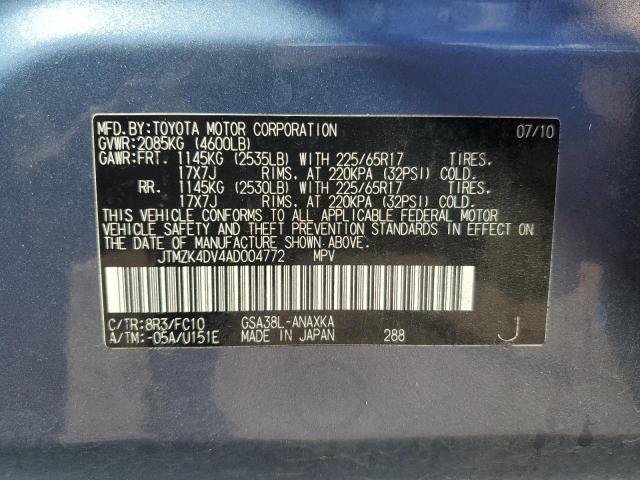 MFD.BY:TOYOTA MOTOR CORPORATION 07/10
GVWR:2085KG (4600LB)
GAWR:FRT. 1145KG (2535LB) WITH 225/65R17 TIRES.
17X7J RIMS. AT 220KPA (32PSI) COLD.
RR. 1145KG (2530LB) WITH 225/65R17 TIRES.
17X7J RIMS. AT 220KPA (32PSI) COLD.
THIS VEHICLE CONFORMS TO ALL APPLICABLE FEDERAL MOTOR
VEHICLE SAFETY AND THEFT PREVENTION STANDARDS IN EFFECT ON
THE DATE OF MANUFACTURE SHOWN ABOVE.
JTMZK4DV4AD004772 MPV
C/TR:8R3/FC10 GSA38L-ANAXKA
A/TM:-05A/U151E MADE IN JAPAN 288 J